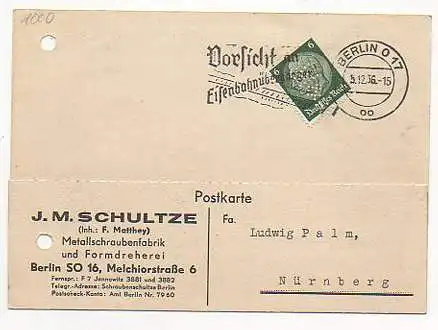 1000
Vorsicht an
Eisenbahnübergängen!
6
Deutsches Reich
BERLIN O 17
5.12.36.-15
oo
Postkarte
J. M. SCHULTZE
(Inh.: F. Matthey)
Metallschraubenfabrik
und Formdreherei
Berlin SO 16, Melchiorstraße 6
Fernspr.: F 7 Jannowitz 3881 und 3882
Telegr.-Adresse: Schraubenschultze Berlin
Postscheck-Konto: Amt Berlin Nr. 7960
Fa.
Ludwig Palm,
Nürnberg